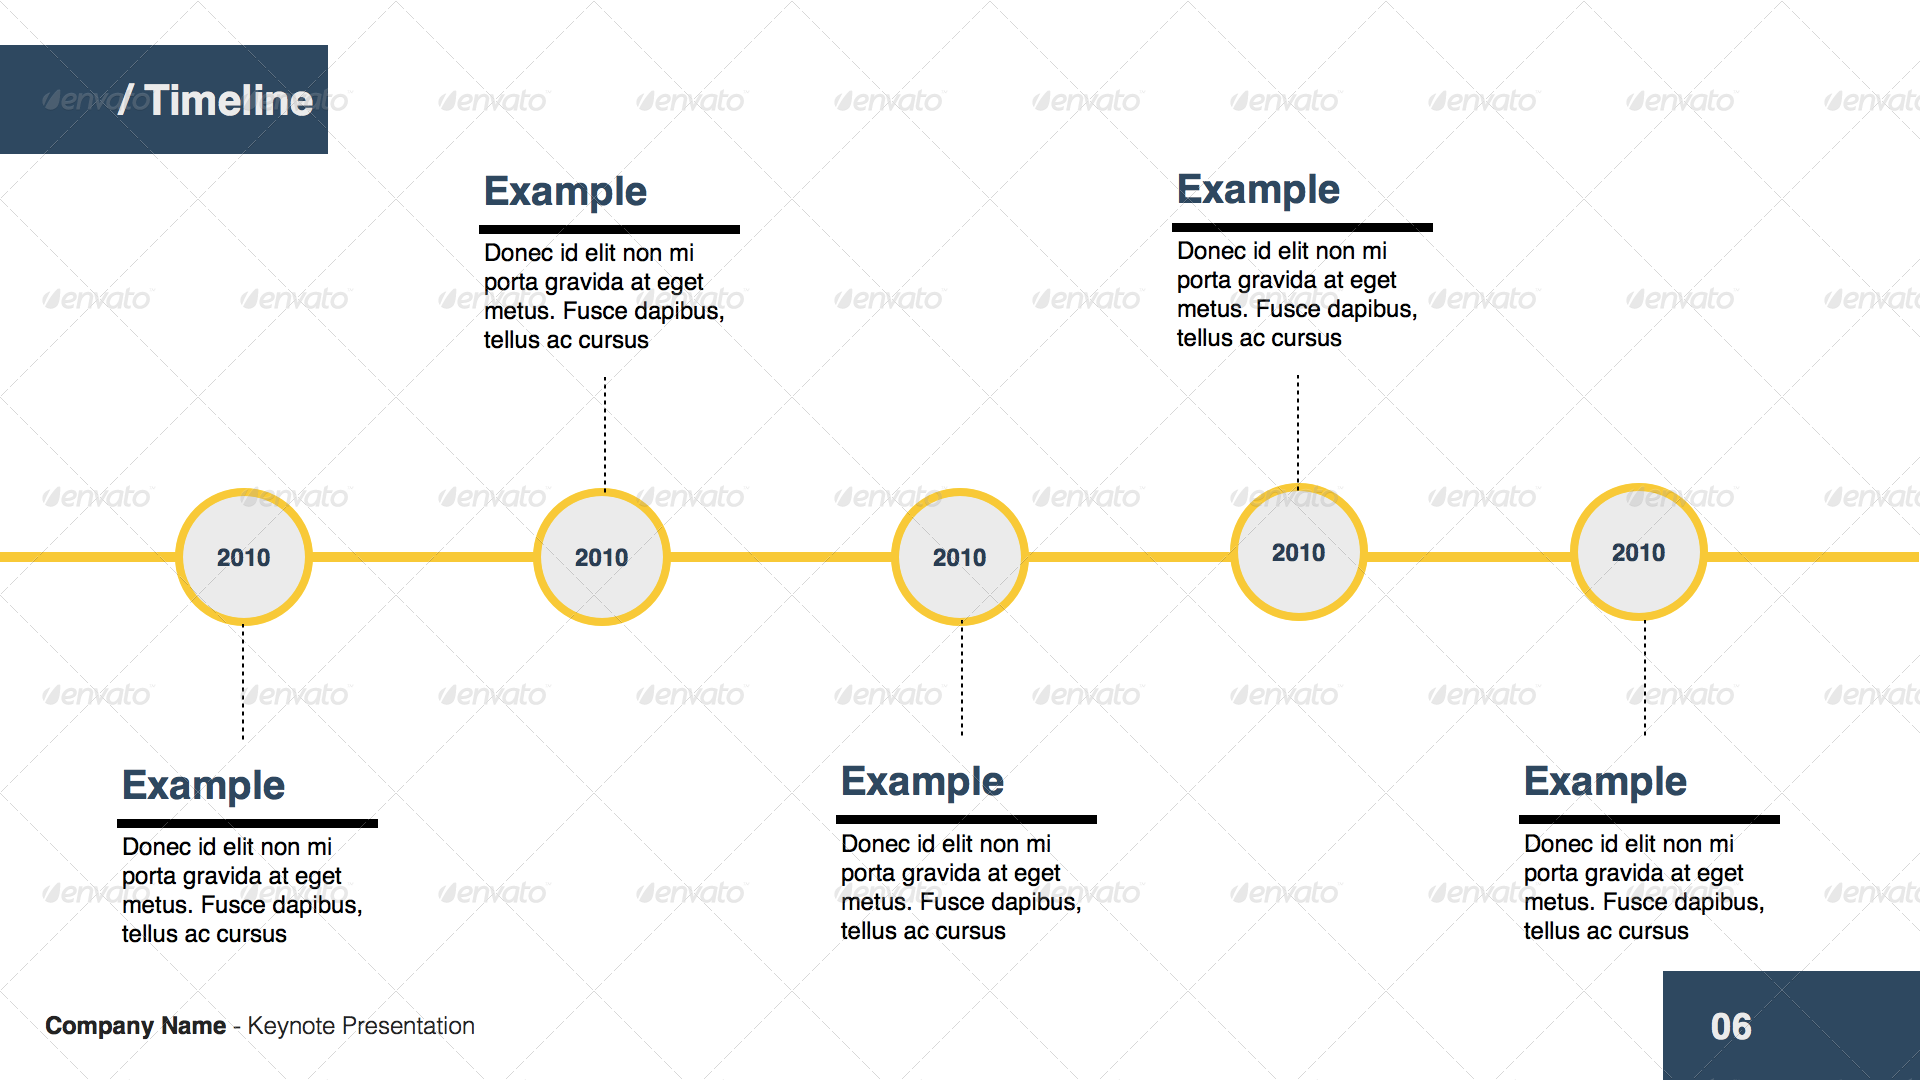 / Timeline
Example
Donec id elit non mi
porta gravida at eget
metus. Fusce dapibus,
tellus ac cursus
Example
Donec id elit non mi
porta gravida at eget
metus. Fusce dapibus,
tellus ac cursus
2010
2010
2010
2010
2010
Example
Donec id elit non mi
porta gravida at eget
metus. Fusce dapibus,
tellus ac cursus
Example
Donec id elit non mi
porta gravida at eget
metus. Fusce dapibus,
tellus ac cursus
Example
Donec id elit non mi
porta gravida at eget
metus. Fusce dapibus,
tellus ac cursus
Company Name - Keynote Presentation
06
envato